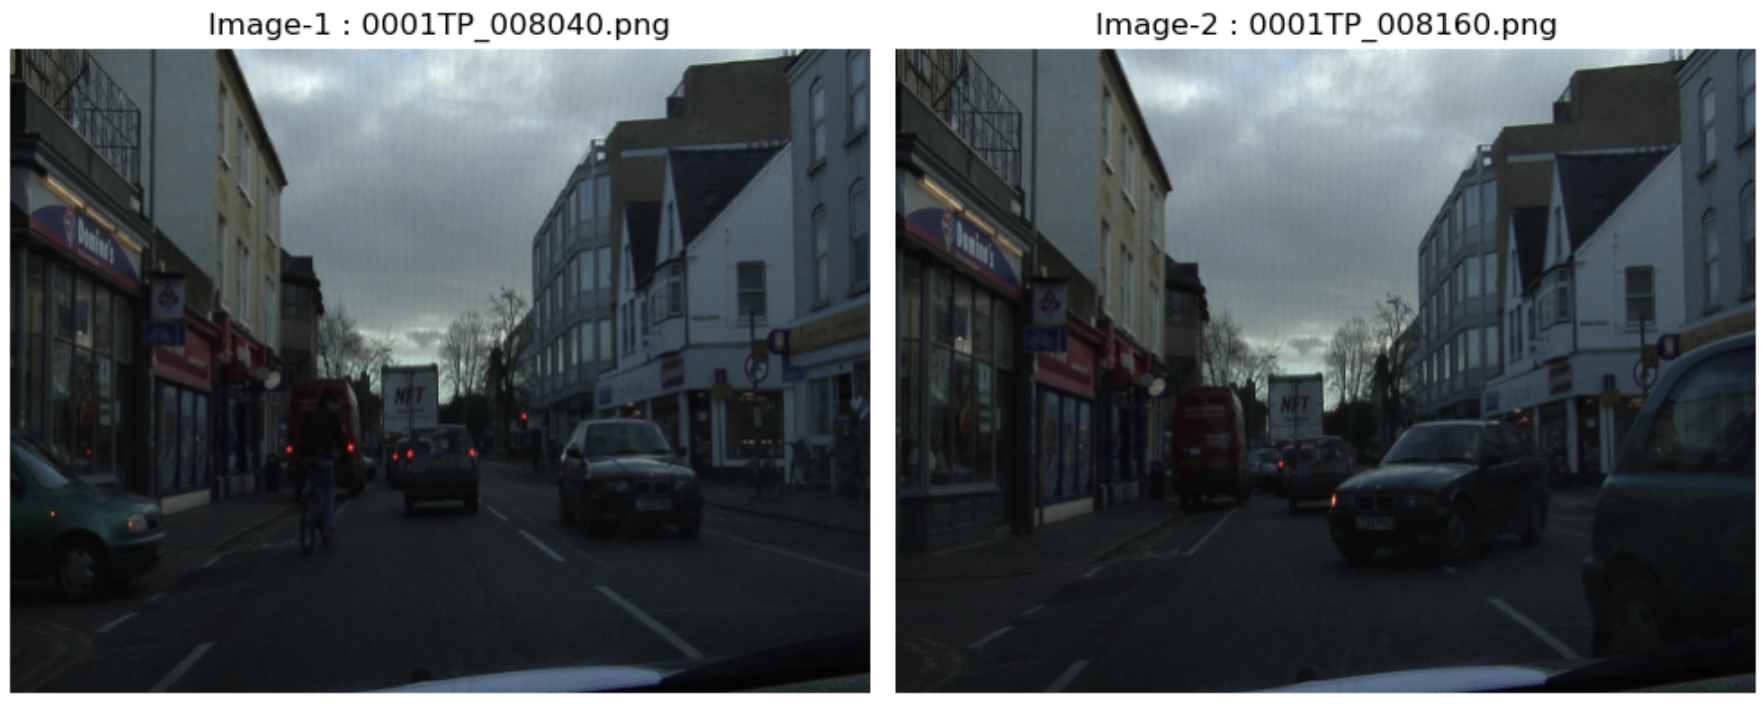 Image-1 : 0001TP_008040.png
Image-2 : 0001TP_008160.png
Domino's
NFT
Domino's
NFT